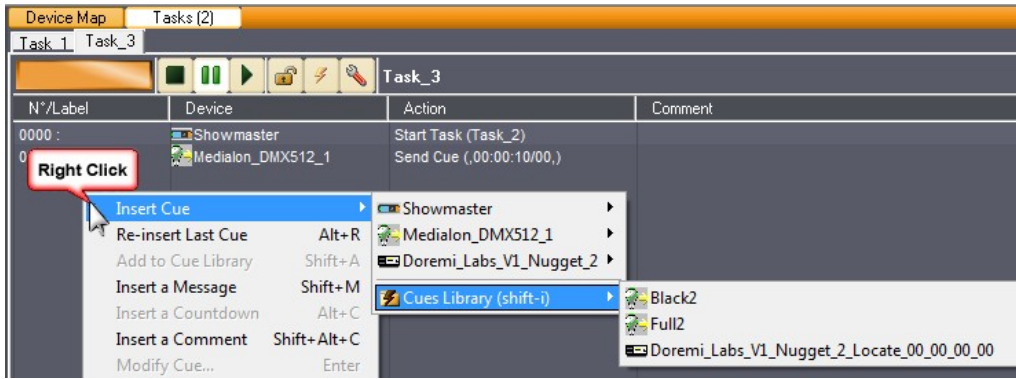 Device Map Tasks (2)
Task_1 Task_3
Task_3
N°/Label Device Action Comment
0000 : Showmaster Start Task (Task_2)
0 Medialon_DMX512_1 Send Cue (,00:00:10/00,)
Right Click
Insert Cue Showmaster
Re-insert Last Cue Alt+R Medialon_DMX512_1
Add to Cue Library Shift+A Doremi_Labs_V1_Nugget_2
Insert a Message Shift+M Cues Library (shift-i) Black2
Insert a Countdown Alt+C Full2
Insert a Comment Shift+Alt+C Doremi_Labs_V1_Nugget_2_Locate_00_00_00_00
Modify Cue... Enter